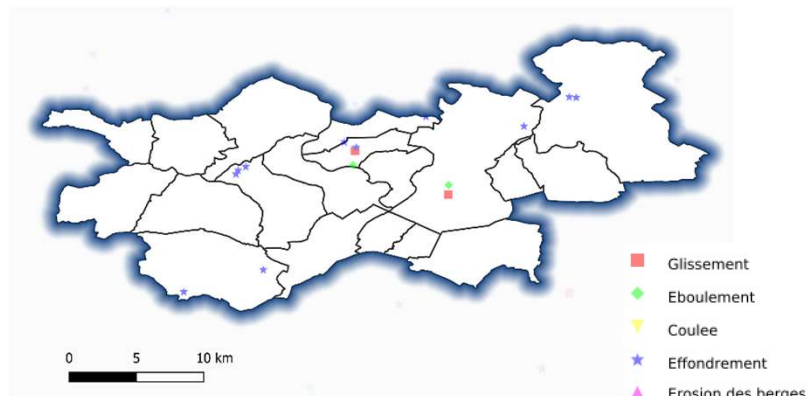 Glissement
Eboulement
Coulee
Effondrement
Erosion des berges
0 5 10 km